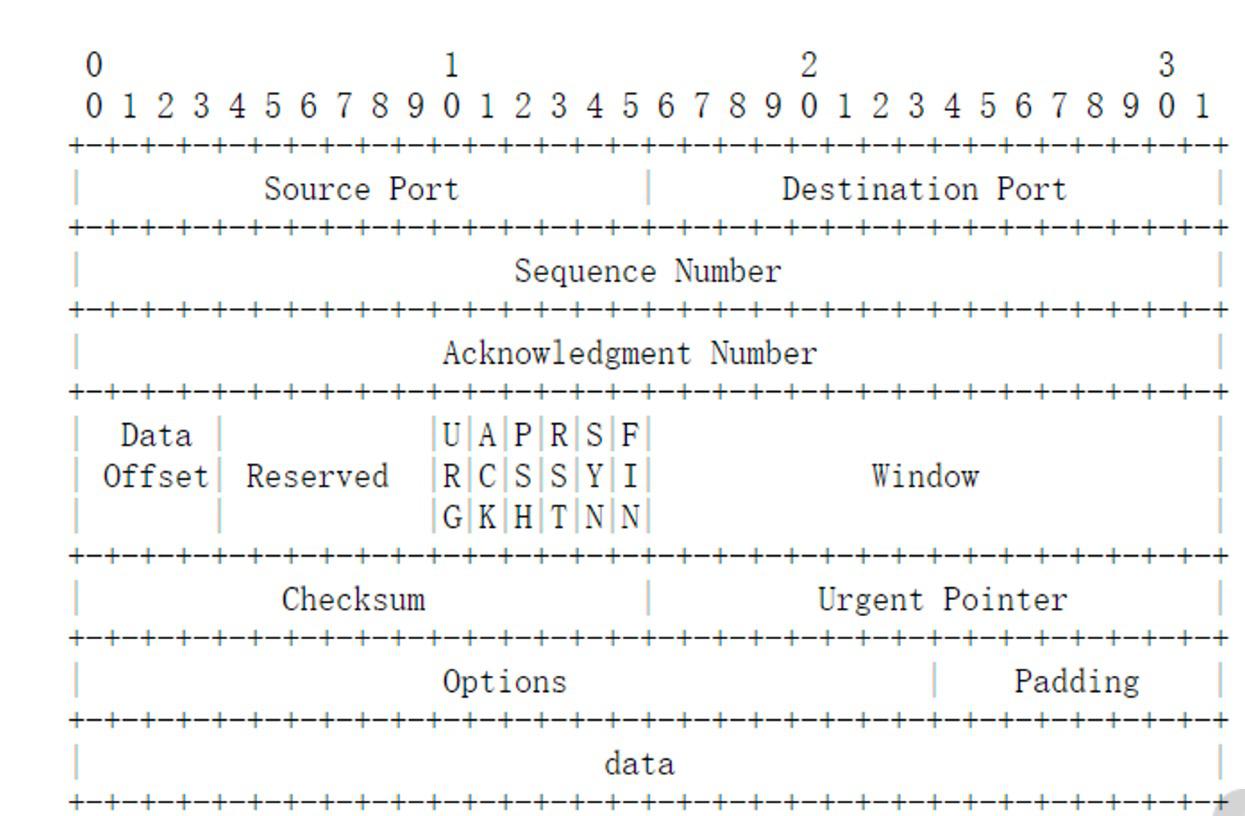 0                   1                   2                   3
0 1 2 3 4 5 6 7 8 9 0 1 2 3 4 5 6 7 8 9 0 1 2 3 4 5 6 7 8 9 0 1
+-+-+-+-+-+-+-+-+-+-+-+-+-+-+-+-+-+-+-+-+-+-+-+-+-+-+-+-+-+-+-+-+
|          Source Port          |       Destination Port        |
+-+-+-+-+-+-+-+-+-+-+-+-+-+-+-+-+-+-+-+-+-+-+-+-+-+-+-+-+-+-+-+-+
|                        Sequence Number                        |
+-+-+-+-+-+-+-+-+-+-+-+-+-+-+-+-+-+-+-+-+-+-+-+-+-+-+-+-+-+-+-+-+
|                    Acknowledgment Number                      |
+-+-+-+-+-+-+-+-+-+-+-+-+-+-+-+-+-+-+-+-+-+-+-+-+-+-+-+-+-+-+-+-+
|  Data |           |U|A|P|R|S|F|                               |
| Offset| Reserved  |R|C|S|S|Y|I|            Window             |
|       |           |G|K|H|T|N|N|                               |
+-+-+-+-+-+-+-+-+-+-+-+-+-+-+-+-+-+-+-+-+-+-+-+-+-+-+-+-+-+-+-+-+
|           Checksum            |         Urgent Pointer        |
+-+-+-+-+-+-+-+-+-+-+-+-+-+-+-+-+-+-+-+-+-+-+-+-+-+-+-+-+-+-+-+-+
|                    Options                    |    Padding    |
+-+-+-+-+-+-+-+-+-+-+-+-+-+-+-+-+-+-+-+-+-+-+-+-+-+-+-+-+-+-+-+-+
|                             data                              |
+-+-+-+-+-+-+-+-+-+-+-+-+-+-+-+-+-+-+-+-+-+-+-+-+-+-+-+-+-+-+-+-+